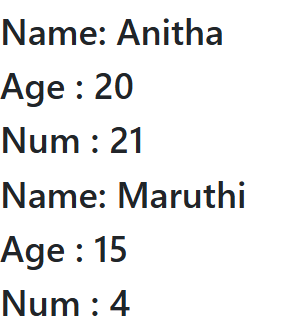 Name: Anitha
Age : 20
Num : 21
Name: Maruthi
Age : 15
Num : 4